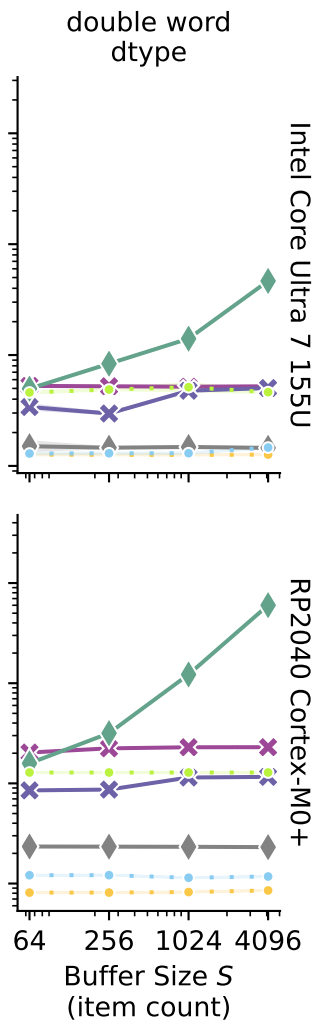 double word
dtype
Intel Core Ultra 7 155U
RP2040 Cortex-M0+
64 256 1024 4096
Buffer Size S
(item count)